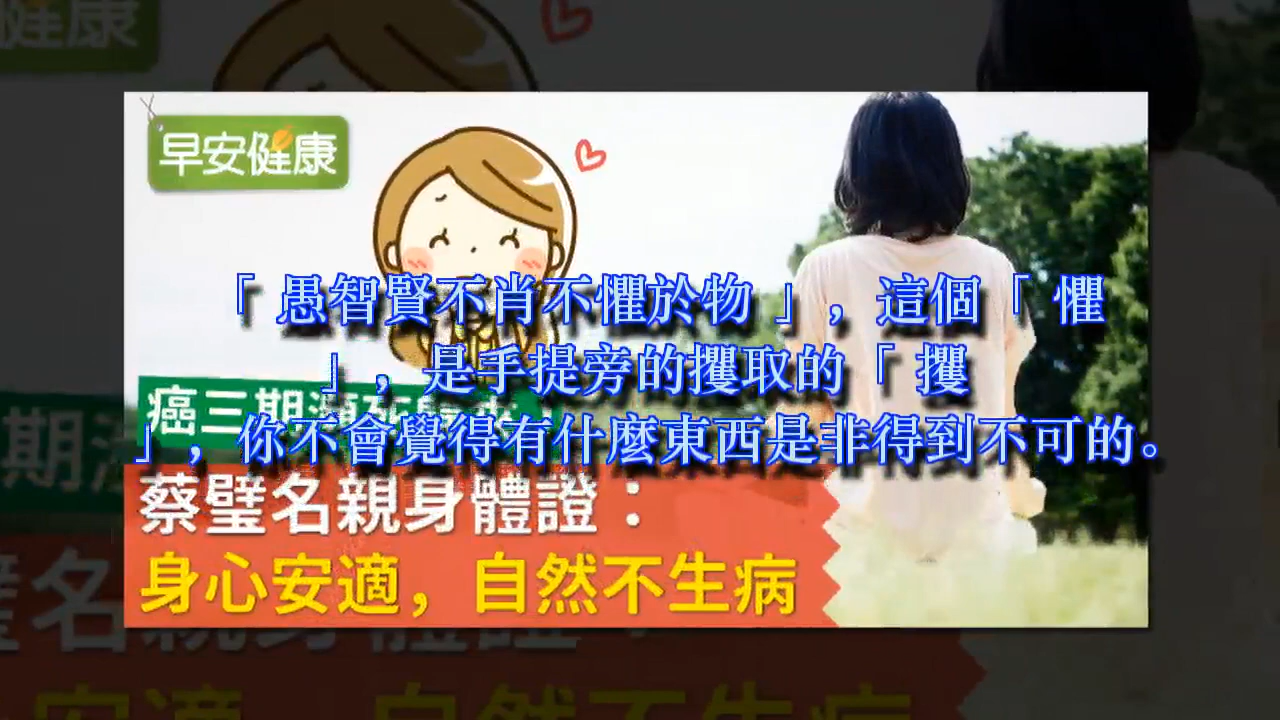 早安健康
「 愚智賢不肖不懼於物 」，這個「 懼
」，是手提旁的攫取的「 攫
」，你不會覺得有什麼東西是非得到不可的。
癌三期
蔡璧名親身體證：
身心安適，自然不生病